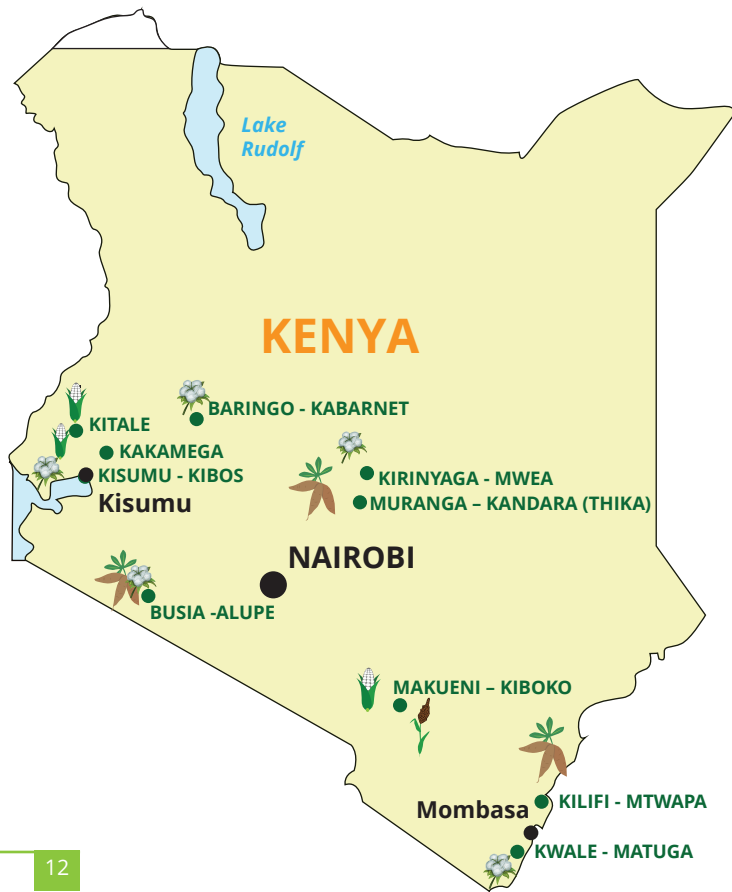 Lake
Rudolf
KENYA
BARINGO - KABARNET
KITALE
KAKAMEGA
KISUMU - KIBOS
Kisumu
KIRINYAGA - MWEA
MURANGA – KANDARA (THIKA)
NAIROBI
BUSIA -ALUPE
MAKUENI – KIBOKO
KILIFI - MTWAPA
Mombasa
KWALE - MATUGA
12